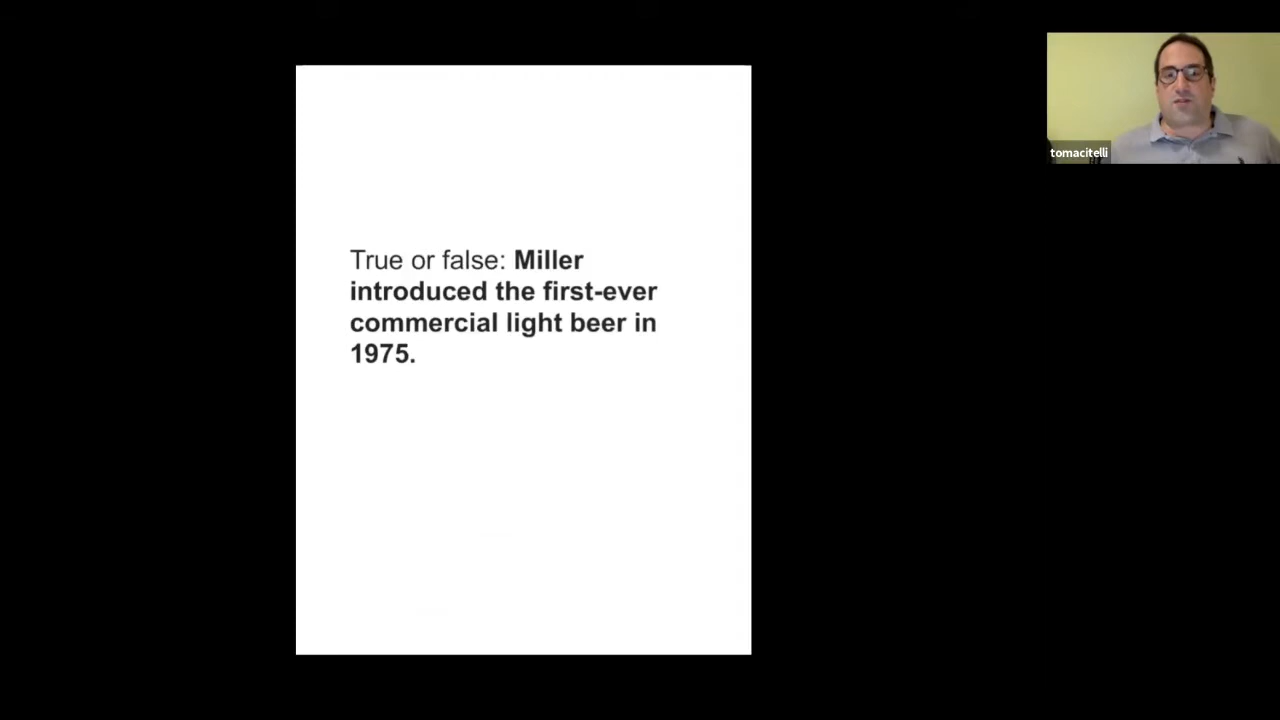 True or false: Miller
introduced the first-ever
commercial light beer in
1975.
tomacitelli